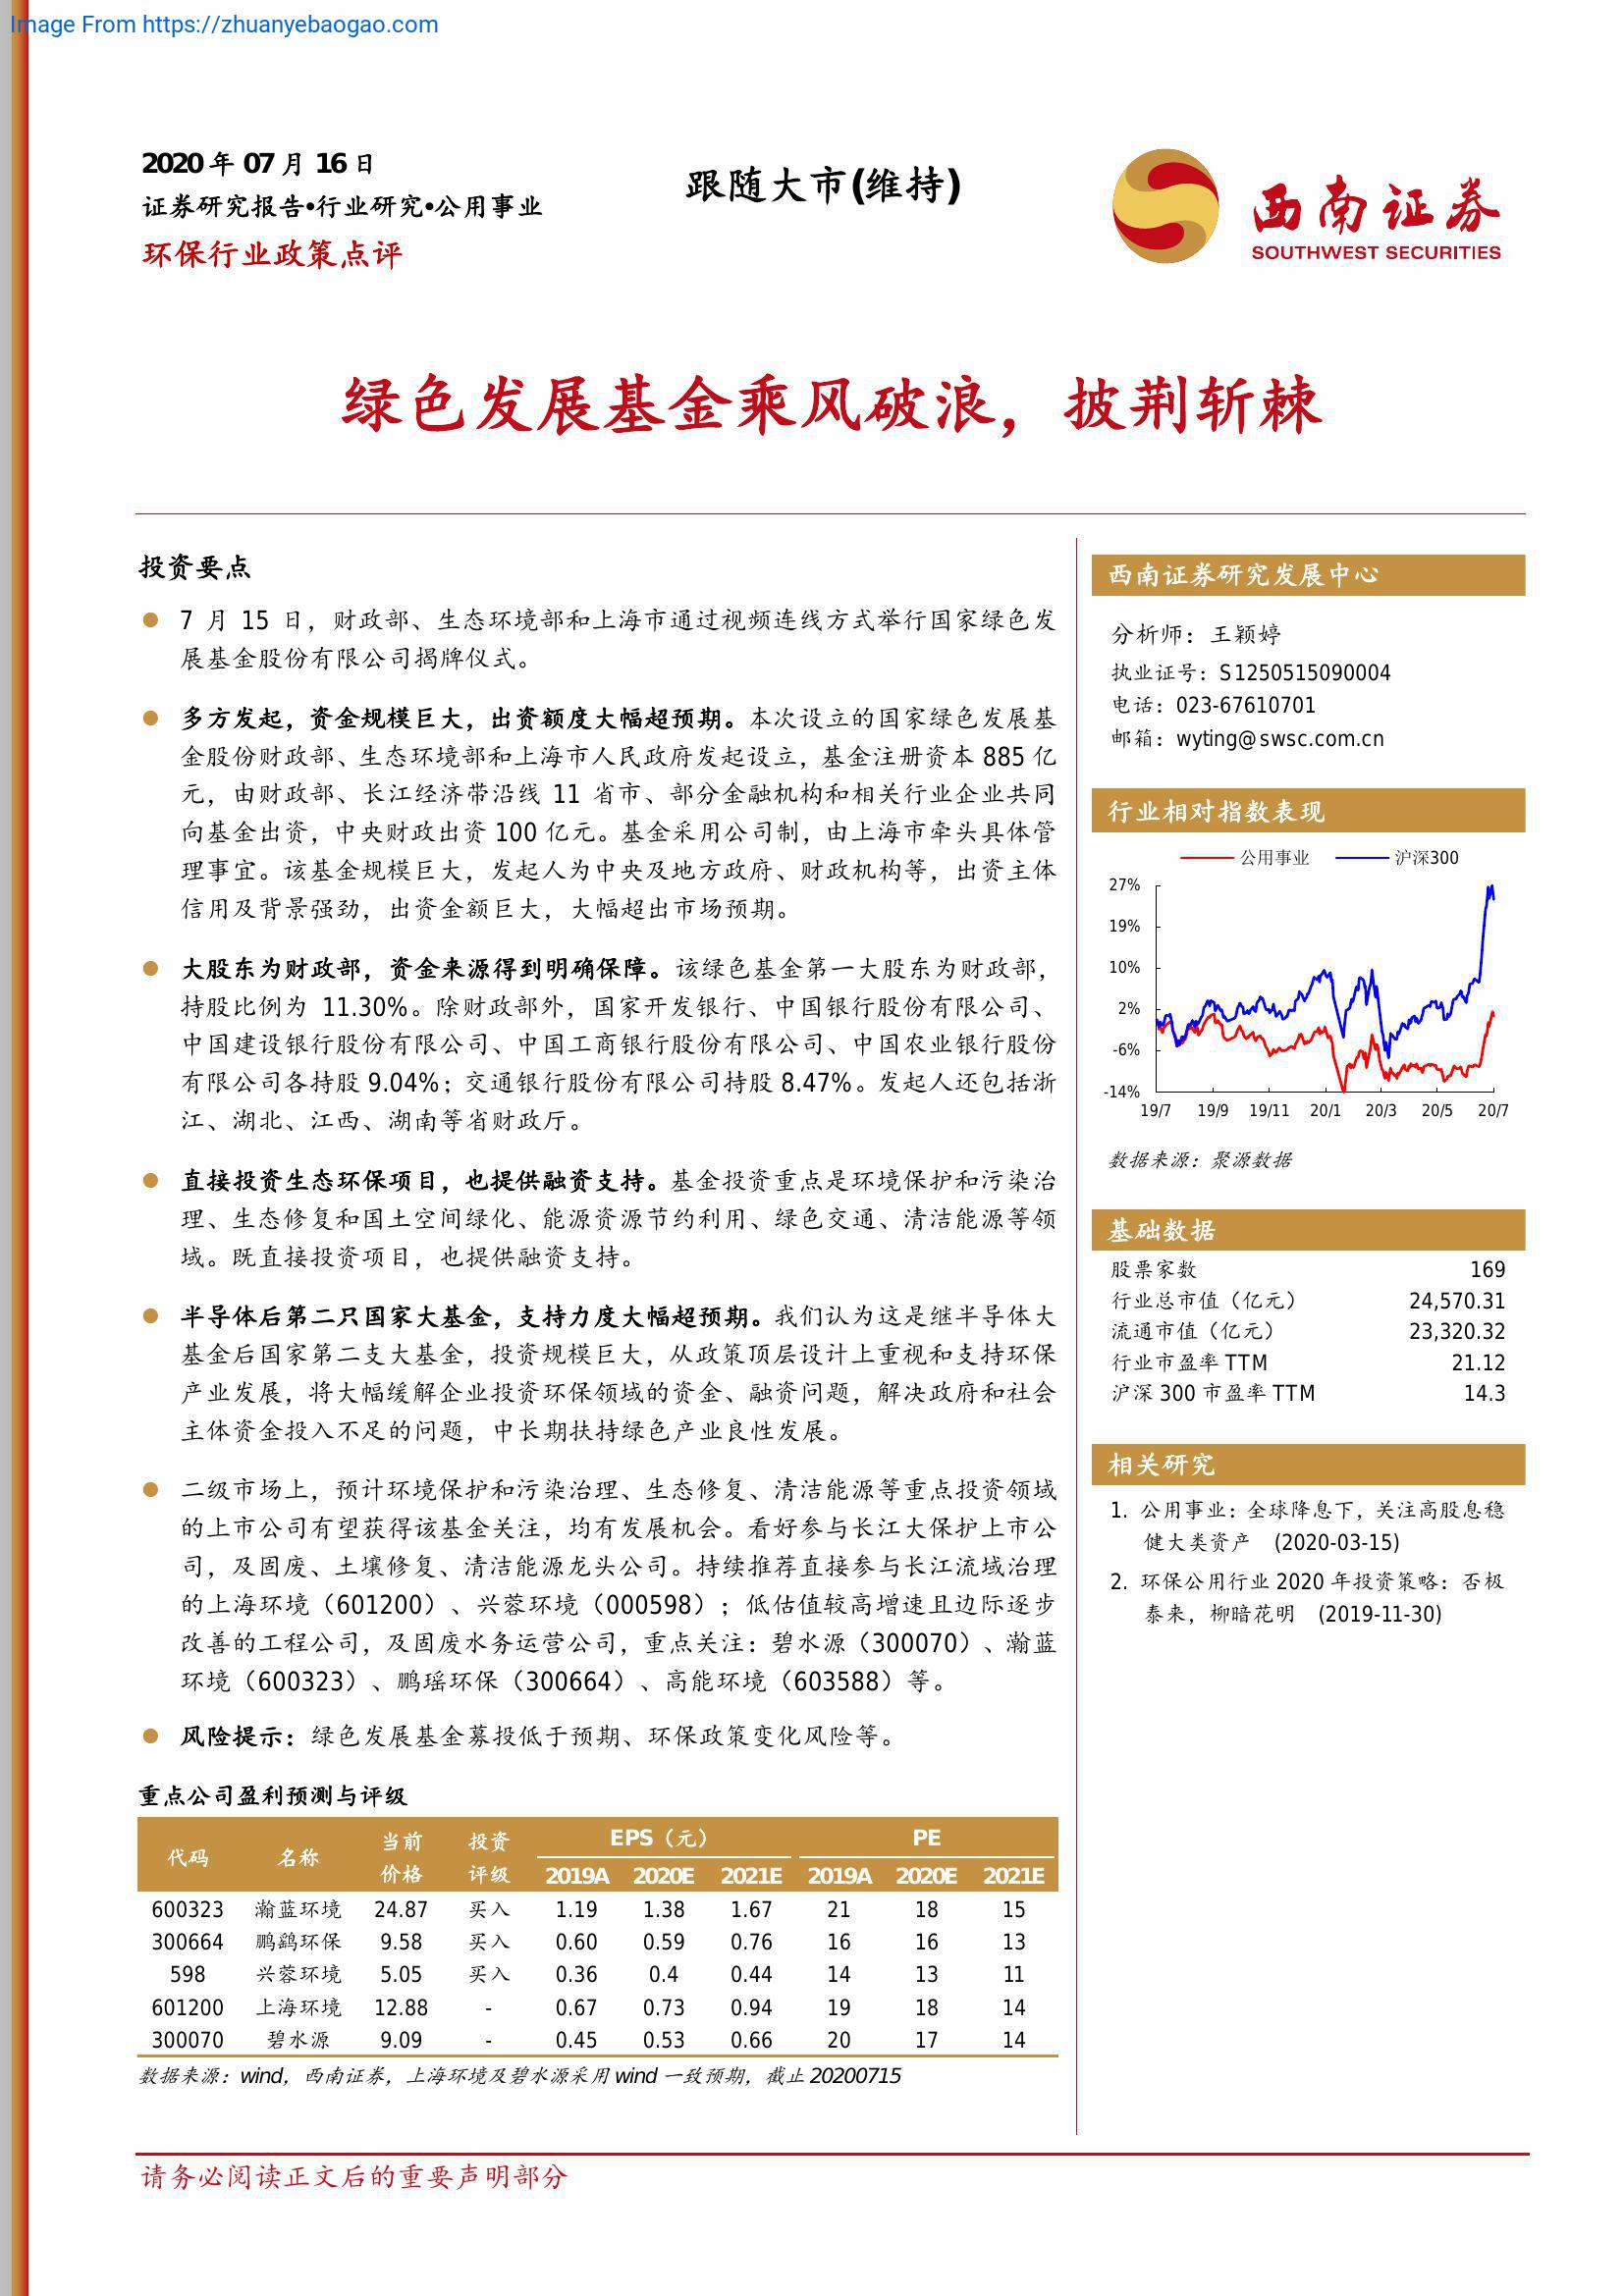 Image From https://zhuanyebaogao.com
2020 年 07 月 16 日
证券研究报告•行业研究•公用事业
环保行业政策点评
跟随大市(维持)
西南证券
SOUTHWEST SECURITIES
绿色发展基金乘风破浪，披荆斩棘
投资要点
7 月 15 日，财政部、生态环境部和上海市通过视频连线方式举行国家绿色发
展基金股份有限公司揭牌仪式。
多方发起，资金规模巨大，出资额度大幅超预期。本次设立的国家绿色发展基
金股份财政部、生态环境部和上海市人民政府发起设立，基金注册资本 885 亿
元，由财政部、长江经济带沿线 11 省市、部分金融机构和相关行业企业共同
向基金出资，中央财政出资 100 亿元。基金采用公司制，由上海市牵头具体管
理事宜。该基金规模巨大，发起人为中央及地方政府、财政机构等，出资主体
信用及背景强劲，出资金额巨大，大幅超出市场预期。
大股东为财政部，资金来源得到明确保障。该绿色基金第一大股东为财政部，
持股比例为 11.30%。除财政部外，国家开发银行、中国银行股份有限公司、
中国建设银行股份有限公司、中国工商银行股份有限公司、中国农业银行股份
有限公司各持股 9.04%；交通银行股份有限公司持股 8.47%。发起人还包括浙
江、湖北、江西、湖南等省财政厅。
直接投资生态环保项目，也提供融资支持。基金投资重点是环境保护和污染治
理、生态修复和国土空间绿化、能源资源节约利用、绿色交通、清洁能源等领
域。既直接投资项目，也提供融资支持。
半导体后第二只国家大基金，支持力度大幅超预期。我们认为这是继半导体大
基金后国家第二支大基金，投资规模巨大，从政策顶层设计上重视和支持环保
产业发展，将大幅缓解企业投资环保领域的资金、融资问题，解决政府和社会
主体资金投入不足的问题，中长期扶持绿色产业良性发展。
二级市场上，预计环境保护和污染治理、生态修复、清洁能源等重点投资领域
的上市公司有望获得该基金关注，均有发展机会。看好参与长江大保护上市公
司，及固废、土壤修复、清洁能源龙头公司。持续推荐直接参与长江流域治理
的上海环境（601200）、兴蓉环境（000598）；低估值较高增速且边际逐步
改善的工程公司，及固废水务运营公司，重点关注：碧水源（300070）、瀚蓝
环境（600323）、鹏瑶环保（300664）、高能环境（603588）等。
风险提示：绿色发展基金募投低于预期、环保政策变化风险等。
重点公司盈利预测与评级
代码 名称 当前价格 投资评级 EPS（元） PE
2019A 2020E 2021E 2019A 2020E 2021E
600323 瀚蓝环境 24.87 买入 1.19 1.38 1.67 21 18 15
300664 鹏鹞环保 9.58 买入 0.60 0.59 0.76 16 16 13
598 兴蓉环境 5.05 买入 0.36 0.4 0.44 14 13 11
601200 上海环境 12.88 - 0.67 0.73 0.94 19 18 14
300070 碧水源 9.09 - 0.45 0.53 0.66 20 17 14
数据来源：wind，西南证券，上海环境及碧水源采用 wind 一致预期，截止 20200715
西南证券研究发展中心
分析师：王颖婷
执业证号：S1250515090004
电话：023-67610701
邮箱：wyting@swsc.com.cn
行业相对指数表现
公用事业 沪深300
27%
19%
10%
2%
-6%
-14%
19/7 19/9 19/11 20/1 20/3 20/5 20/7
数据来源：聚源数据
基础数据
股票家数 169
行业总市值（亿元） 24,570.31
流通市值（亿元） 23,320.32
行业市盈率 TTM 21.12
沪深 300 市盈率 TTM 14.3
相关研究
1. 公用事业：全球降息下，关注高股息稳
健大类资产 (2020-03-15)
2. 环保公用行业 2020 年投资策略：否极
泰来，柳暗花明 (2019-11-30)
请务必阅读正文后的重要声明部分